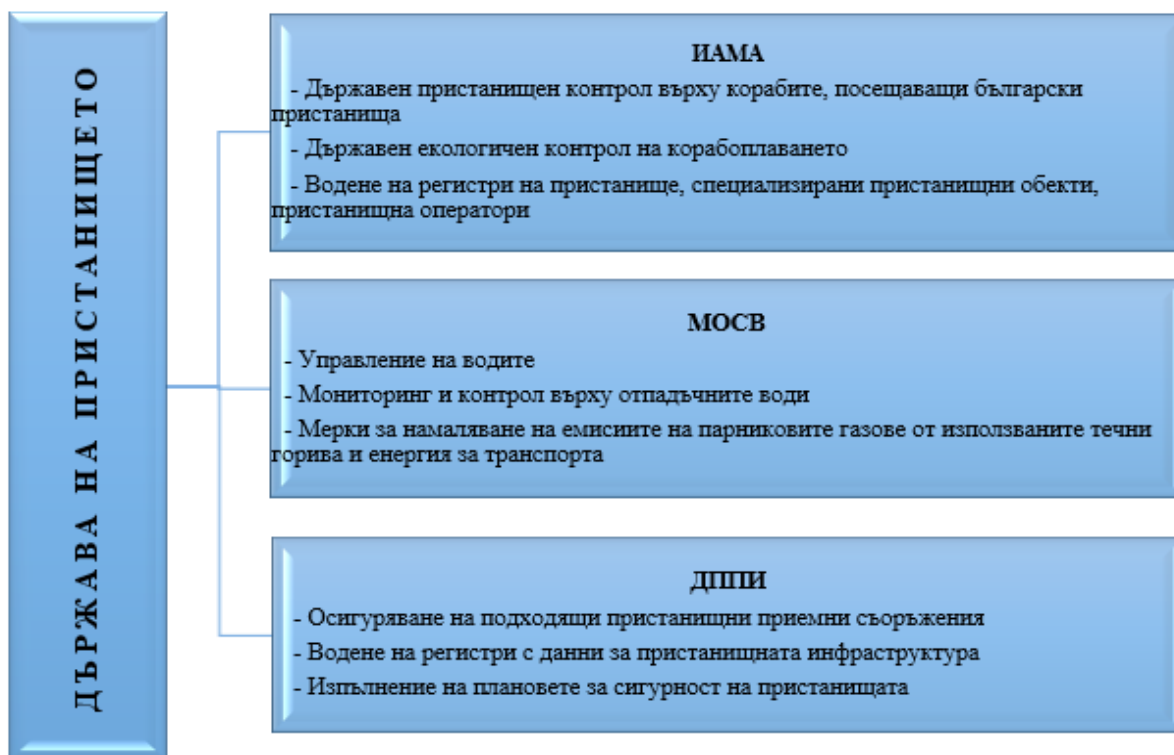 ДЪРЖАВА НА ПРИСТАНИЩЕТО
ИАМА
- Държавен пристанищен контрол върху корабите, посещаващи български
пристанища
- Държавен екологичен контрол на корабоплаването
- Водене на регистри на пристанище, специализирани пристанищни обекти,
пристанищна оператори
МОСВ
- Управление на водите
- Мониторинг и контрол върху отпадъчните води
- Мерки за намаляване на емисиите на парниковите газове от използваните течни
горива и енергия за транспорта
ДППИ
- Осигуряване на подходящи пристанищни приемни съоръжения
- Водене на регистри с данни за пристанищната инфраструктура
- Изпълнение на плановете за сигурност на пристанищата